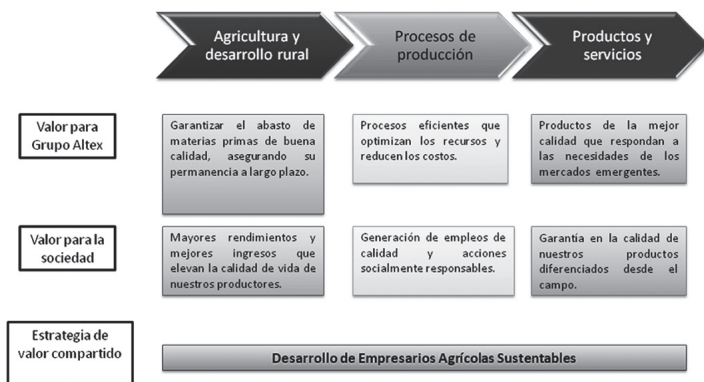 Agricultura y
desarrollo rural
Procesos de
producción
Productos y
servicios
Valor para
Grupo Altex
Garantizar el abasto de
materias primas de buena
calidad, asegurando su
permanencia a largo plazo.
Procesos eficientes que
optimizan los recursos y
reducen los costos.
Productos de la mejor
calidad que respondan a
las necesidades de los
mercados emergentes.
Valor para la
sociedad
Mayores rendimientos y
mejores ingresos que
elevan la calidad de vida de
nuestros productores.
Generación de empleos de
calidad y acciones
socialmente responsables.
Garantía en la calidad de
nuestros productos
diferenciados desde el
campo.
Estrategia de
valor compartido
Desarrollo de Empresarios Agrícolas Sustentables